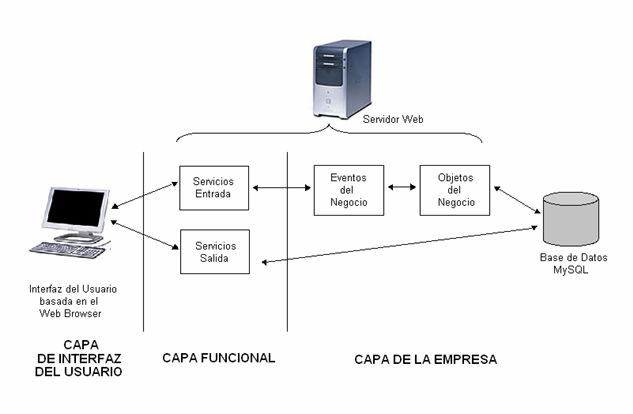 Servidor Web
Servicios
Entrada
Eventos
del
Negocio
Objetos
del
Negocio
Servicios
Salida
Base de Datos
MySQL
Interfaz del Usuario
basada en el
Web Browser
CAPA
DE INTERFAZ
DEL USUARIO
CAPA FUNCIONAL
CAPA DE LA EMPRESA